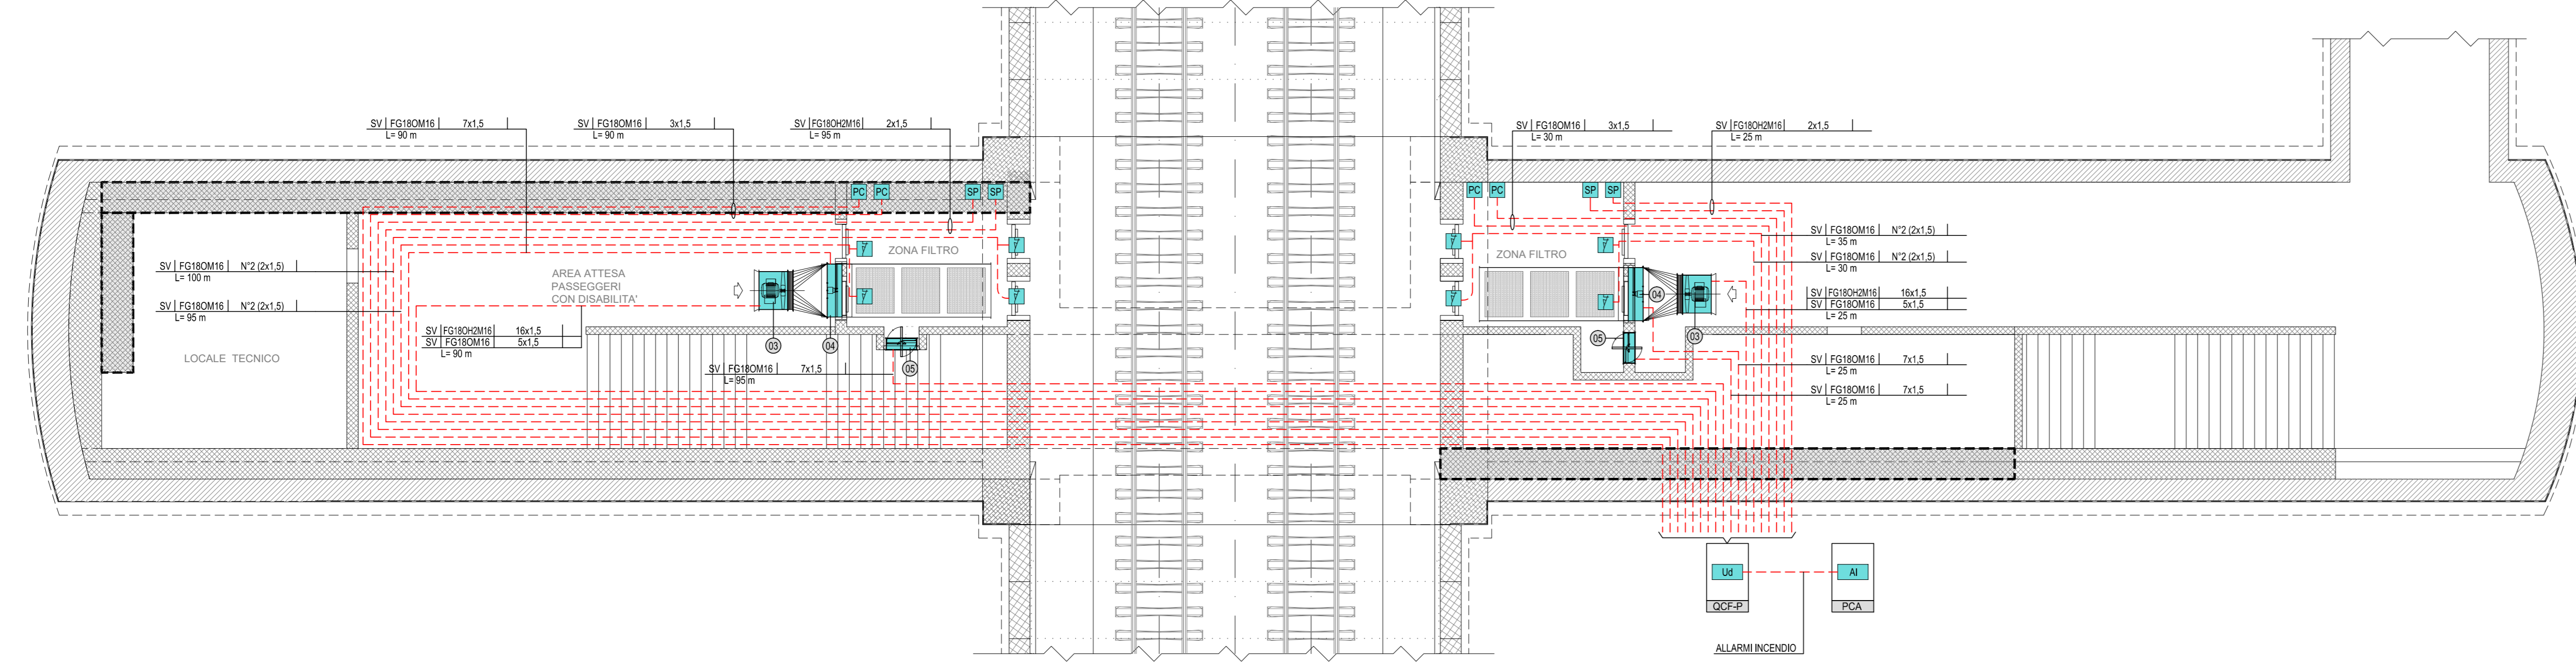 SV FG18OM16 7x1,5
L= 90 m
SV FG18OM16 3x1,5
L= 90 m
SV FG18OH2M16 2x1,5
L= 95 m
SV FG18OM16 3x1,5
L= 30 m
SV FG18OH2M16 2x1,5
L= 25 m
PC PC SP SP
PC PC SP SP
ZONA FILTRO
ZONA FILTRO
SV FG18OM16 N°2 (2x1,5)
L= 35 m
SV FG18OM16 N°2 (2x1,5)
L= 30 m
SV FG18OM16 N°2 (2x1,5)
L= 100 m
AREA ATTESA
PASSEGGERI
CON DISABILITA'
SV FG18OH2M16 16x1,5
SV FG18OM16 5x1,5
L= 25 m
04
03
SV FG18OM16 N°2 (2x1,5)
L= 95 m
SV FG18OH2M16 16x1,5
SV FG18OM16 5x1,5
L= 90 m
03
04
05
05
LOCALE TECNICO
SV FG18OM16 7x1,5
L= 95 m
SV FG18OM16 7x1,5
L= 25 m
SV FG18OM16 7x1,5
L= 25 m
Ud
AI
QCF-P
PCA
ALLARMI INCENDIO